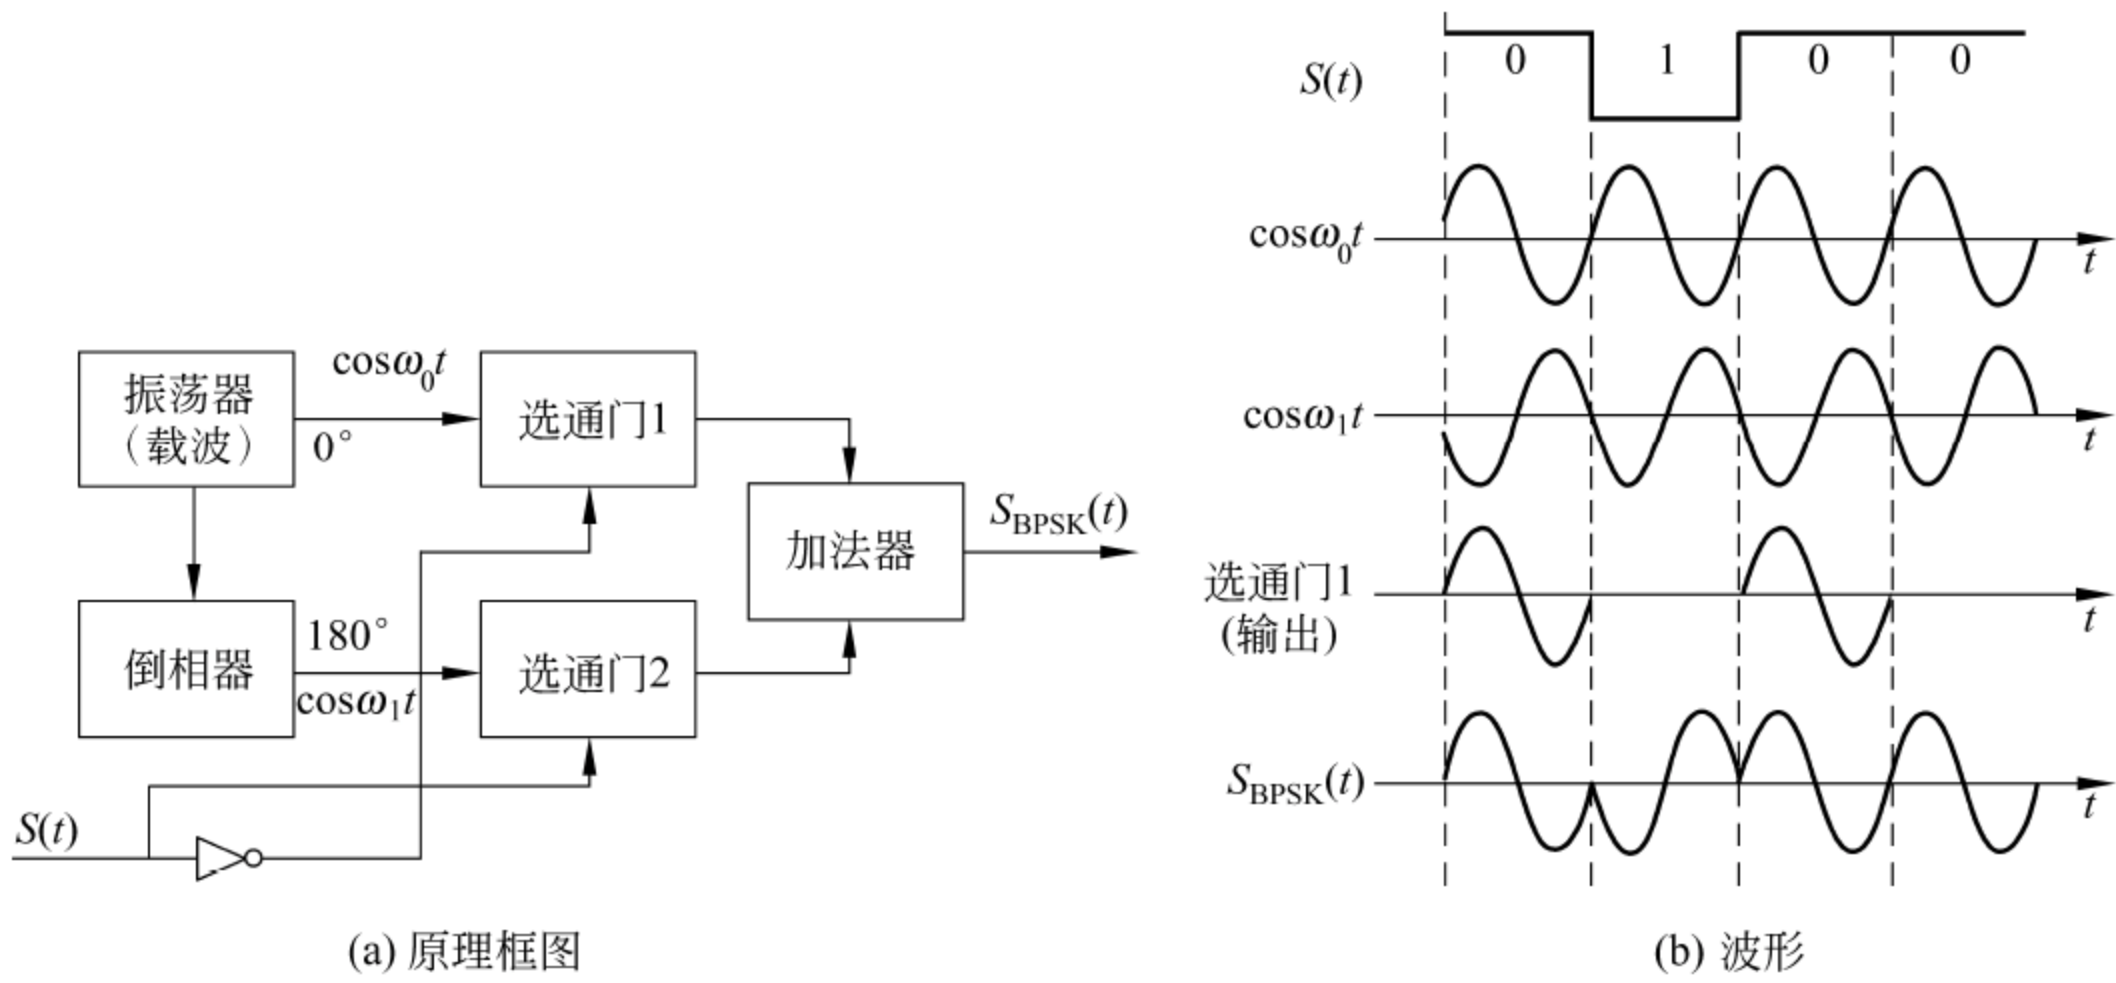 cosω₀t
振荡器
（载波）
0°
选通门1
加法器
S_BPSK(t)
倒相器
180°
cosω₁t
选通门2
S(t)
(a) 原理框图
S(t)
0 1 0 0
cosω₀t
t
cosω₁t
t
选通门1
(输出)
t
S_BPSK(t)
t
(b) 波形